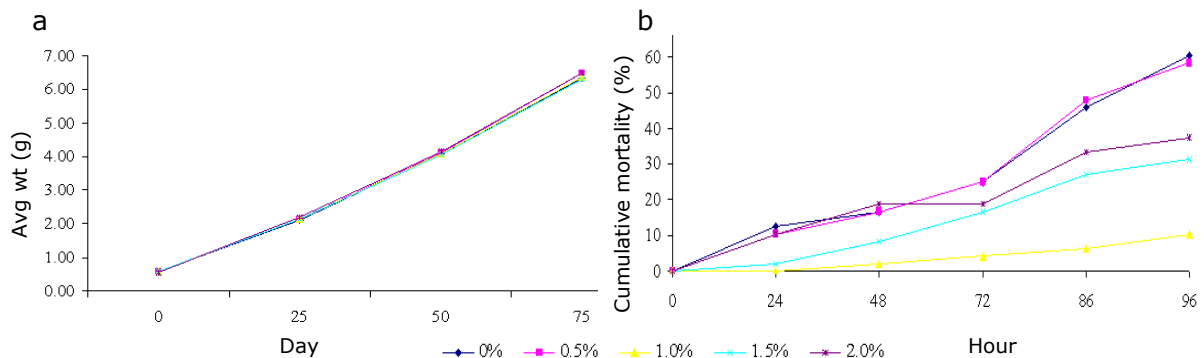 a
7.00
6.00
5.00
4.00
3.00
2.00
1.00
0.00
Avg wt (g)
0 25 50 75
Day
b
60
50
40
30
20
10
0
Cumulative mortality (%)
0 24 48 72 86 96
Hour
0% 0.5% 1.0% 1.5% 2.0%